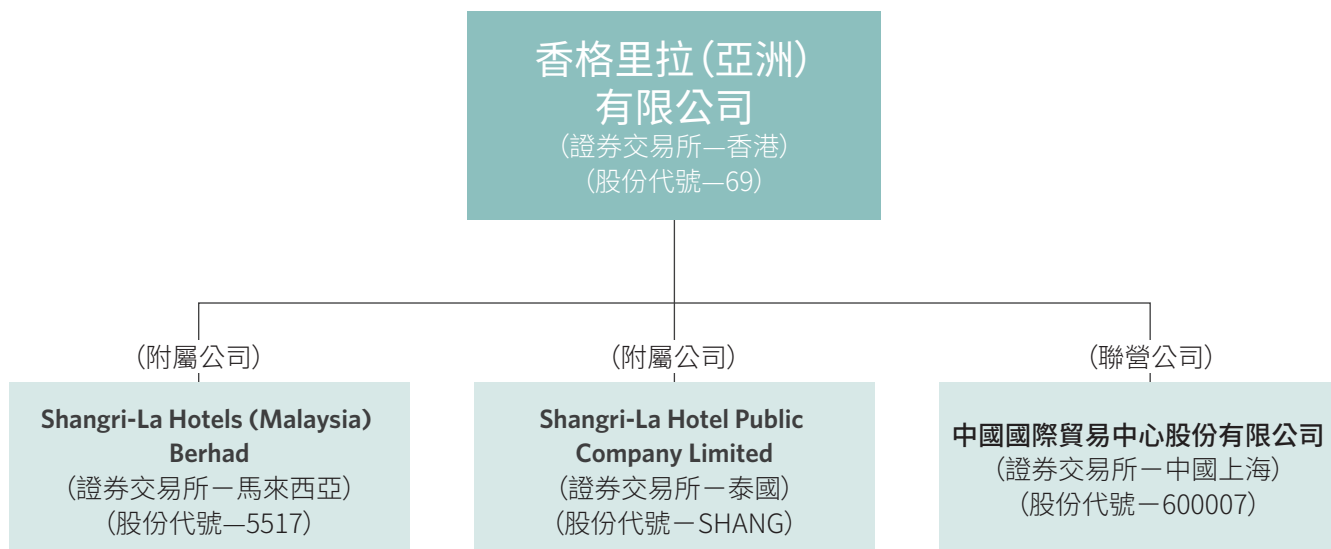 香格里拉（亞洲）
有限公司
（證券交易所—香港）
（股份代號—69）
（附屬公司）
（附屬公司）
（聯營公司）
Shangri-La Hotels (Malaysia)
Berhad
（證券交易所－馬來西亞）
（股份代號—5517）
Shangri-La Hotel Public
Company Limited
（證券交易所－泰國）
（股份代號－SHANG）
中國國際貿易中心股份有限公司
（證券交易所－中國上海）
（股份代號－600007）